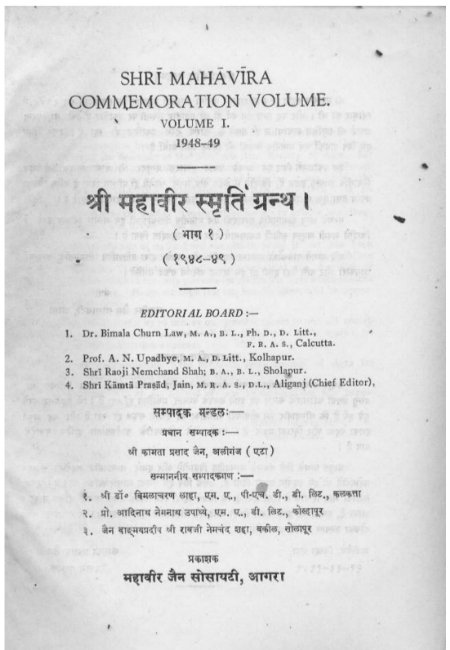 SHRĪ MAHĀVĪRA
COMMEMORATION VOLUME.
VOLUME I.
1948-49
श्री महावीर स्मृति ग्रन्थ ।
( भाग १ )
( १९४८-४९ )
EDITORIAL BOARD :—
1. Dr. Bimala Churn Law, M. A., B. L., Ph. D., D. Litt.,
F. R. A. S., Calcutta.
2. Prof. A. N. Upadhye, M. A., D. Litt., Kolhapur.
3. Shri Raoji Nemchand Shah; B. A., B. L., Sholapur.
4. Shri Kāmtā Prasād, Jain, M. R. A. S., D.L., Aliganj (Chief Editor),
सम्पादक मन्डलः—
प्रधान सम्पादक :—
श्री कामता प्रसाद जैन, अलीगंज ( एटा )
सन्माननीय सम्पादकगण :—
१. श्री डॉ० बिमलाचरण लाहा, एम. ए., पी-एच. डी., डी. लिट., कलकत्ता
२. प्रो. आदिनाथ नेमनाथ उपाध्ये, एम. ए., डी. लिट., कोल्हापूर
३. जैन वाङ्मयप्रदीप श्री रावजी नेमचंद शहा, वकील, सोलापूर
प्रकाशक
महावीर जैन सोसायटी, आगरा